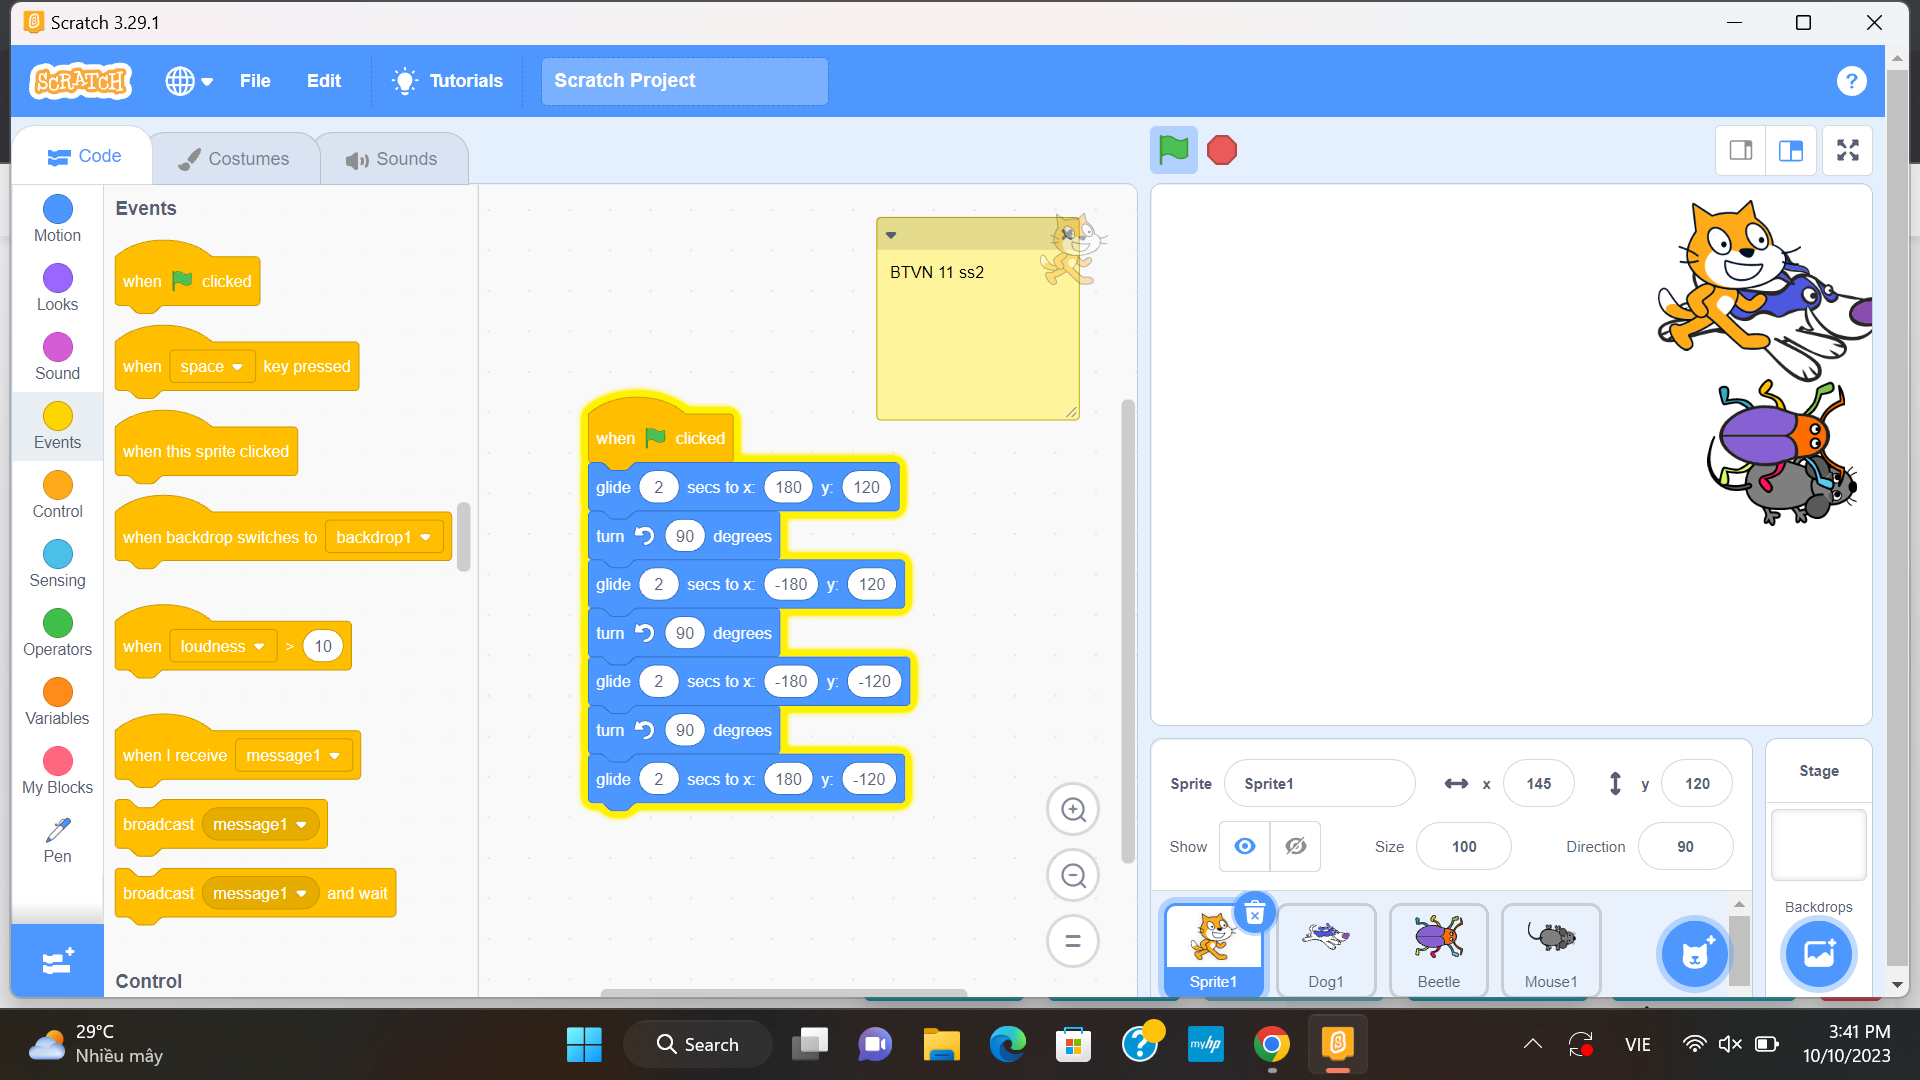 Scratch 3.29.1
SCRATCH
File
Edit
Tutorials
Scratch Project
?
Code
Costumes
Sounds
Motion
Looks
Sound
Events
Control
Sensing
Operators
Variables
My Blocks
Pen
Events
when clicked
when space key pressed
when this sprite clicked
when backdrop switches to backdrop1
when loudness > 10
when I receive message1
broadcast message1
broadcast message1 and wait
Control
BTVN 11 ss2
when clicked
glide 2 secs to x: 180 y: 120
turn 90 degrees
glide 2 secs to x: -180 y: 120
turn 90 degrees
glide 2 secs to x: -180 y: -120
turn 90 degrees
glide 2 secs to x: 180 y: -120
Sprite Sprite1 x 145 y 120
Show Size 100 Direction 90
Sprite1
Dog1
Beetle
Mouse1
Stage
Backdrops
29°C
Nhiều mây
Search
myhp
VIE
3:41 PM
10/10/2023